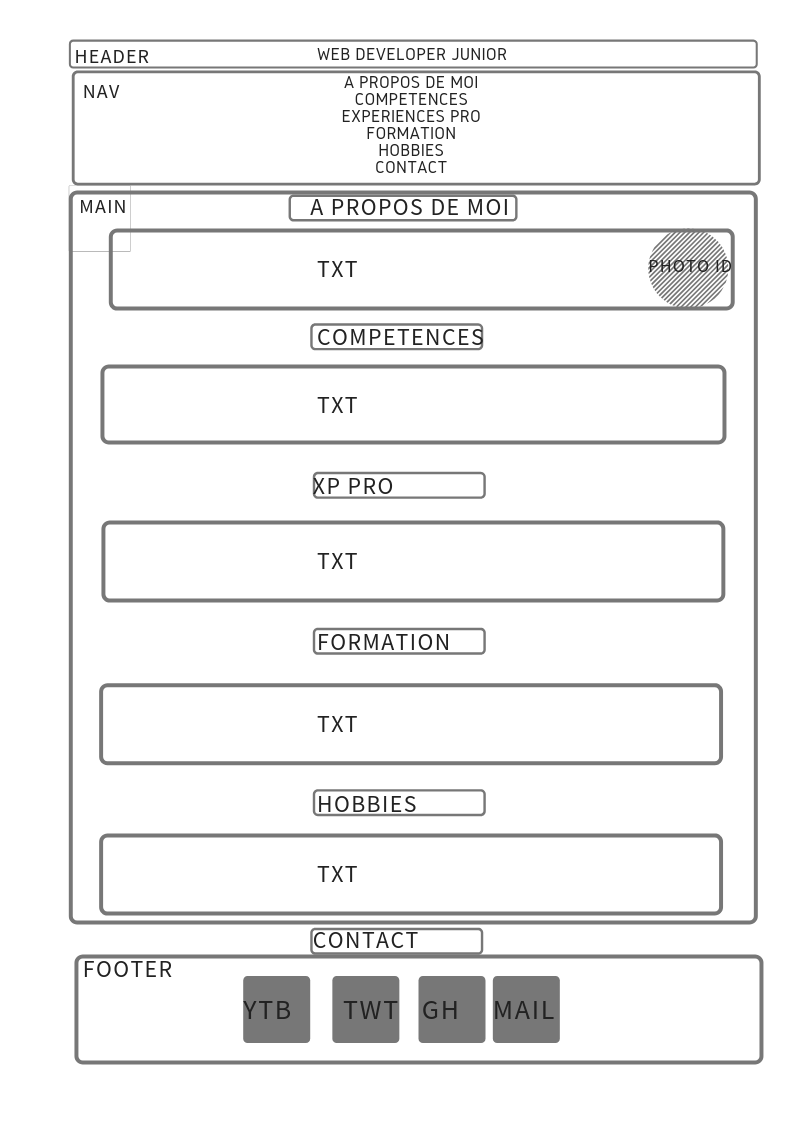 HEADER WEB DEVELOPER JUNIOR
NAV
A PROPOS DE MOI
COMPETENCES
EXPERIENCES PRO
FORMATION
HOBBIES
CONTACT
MAIN A PROPOS DE MOI
TXT PHOTO ID
COMPETENCES
TXT
XP PRO
TXT
FORMATION
TXT
HOBBIES
TXT
CONTACT
FOOTER
YTB TWT GH MAIL